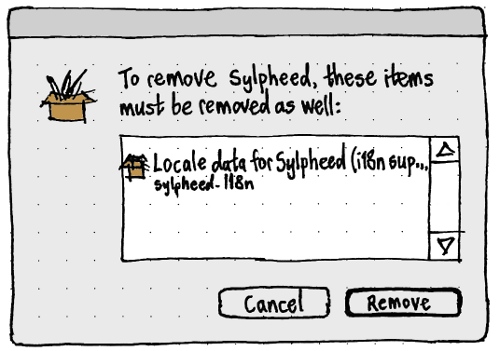 To remove Sylpheed, these items
must be removed as well:
Locale data for Sylpheed (i18n sup...
sylpheed-i18n
Cancel
Remove